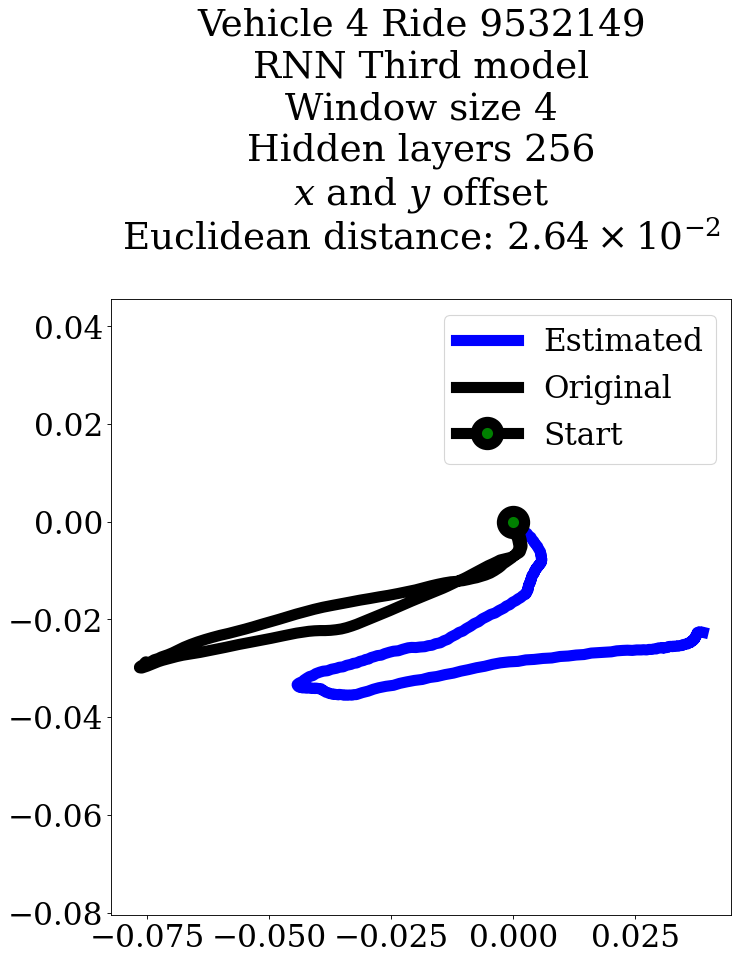 Vehicle 4 Ride 9532149
RNN Third model
Window size 4
Hidden layers 256
x and y offset
Euclidean distance: 2.64 × 10⁻²
Estimated
Original
Start
0.04
0.02
0.00
−0.02
−0.04
−0.06
−0.08
−0.075 −0.050 −0.025 0.000 0.025